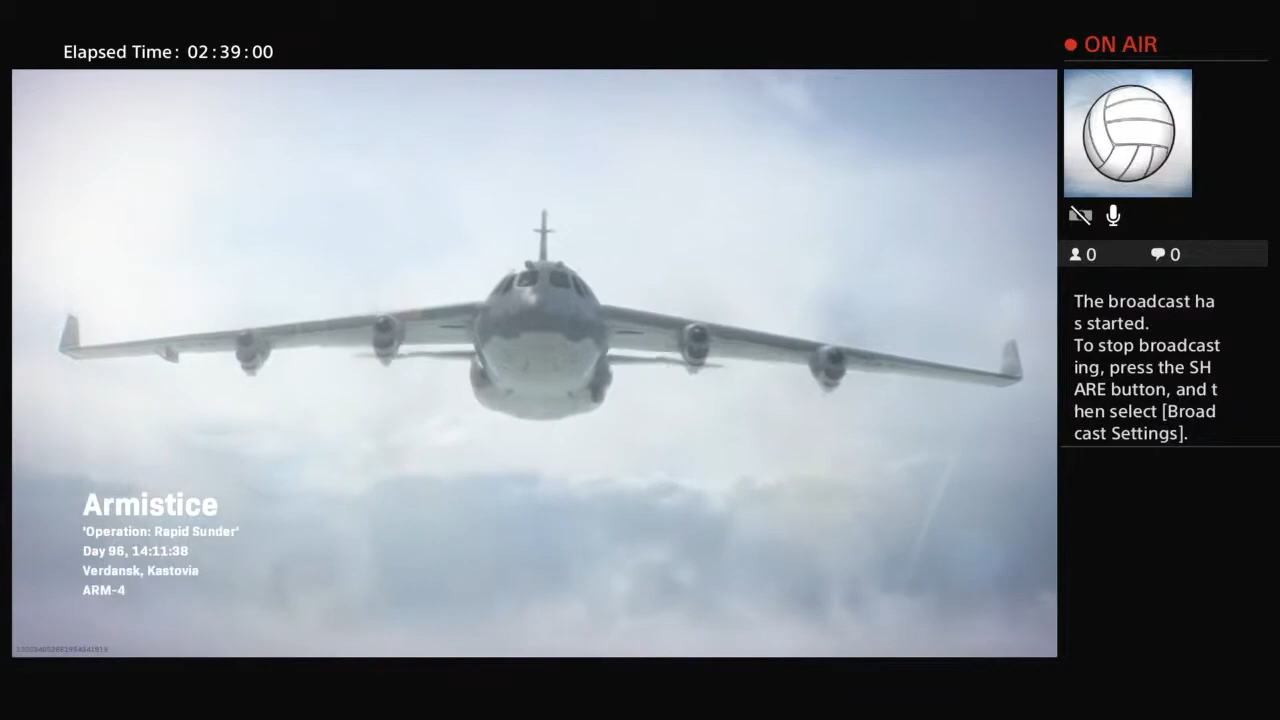 Elapsed Time: 02:39:00
ON AIR
0 0
The broadcast ha
s started.
To stop broadcast
ing, press the SH
ARE button, and t
hen select [Broad
cast Settings].
Armistice
'Operation: Rapid Sunder'
Day 96, 14:11:38
Verdansk, Kastovia
ARM-4